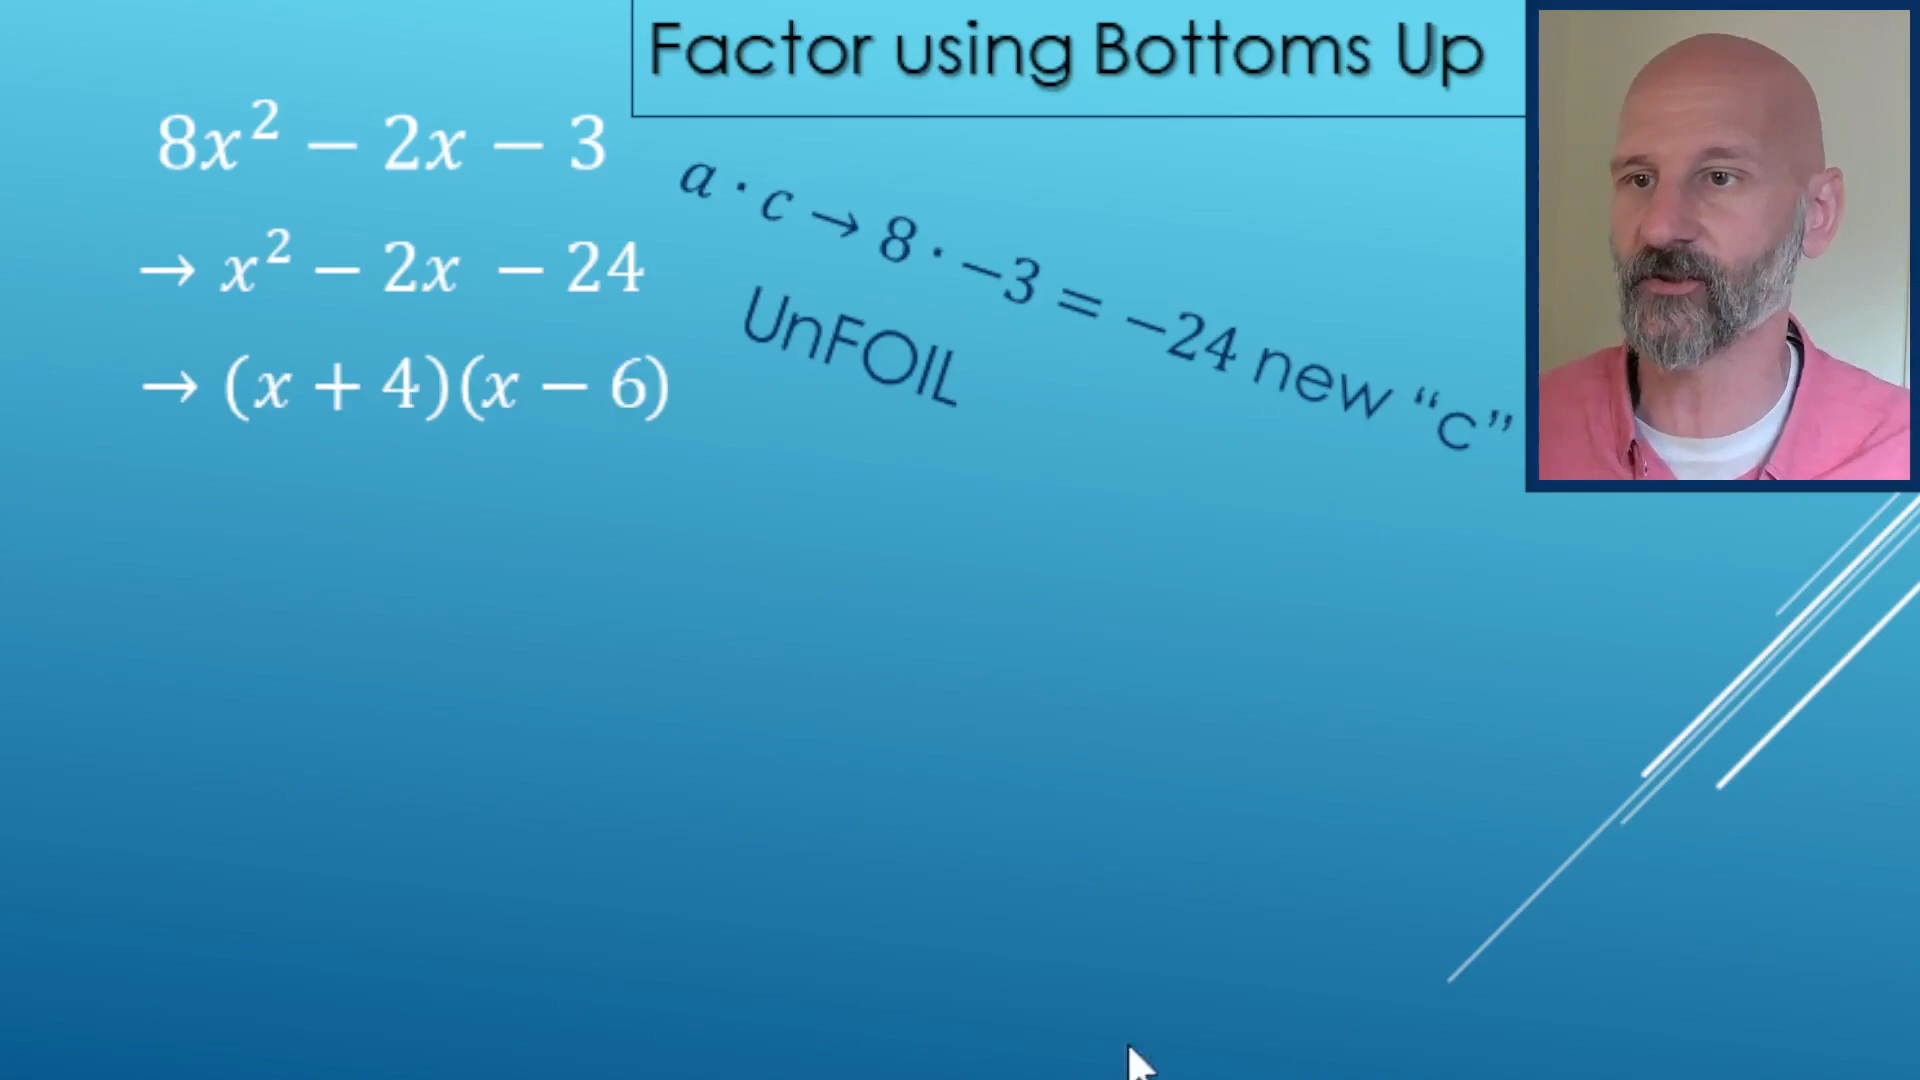 Factor using Bottoms Up
8x² − 2x − 3
a · c → 8 · −3 = −24 new “c”
→ x² − 2x − 24
UnFOIL
→ (x + 4)(x − 6)